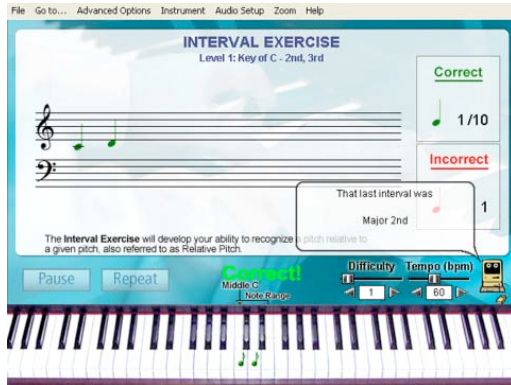 File Go to... Advanced Options Instrument Audio Setup Zoom Help
INTERVAL EXERCISE
Level 1: Key of C - 2nd, 3rd
Correct
1/10
Incorrect
1
That last interval was
Major 2nd
The Interval Exercise will develop your ability to recognize a pitch relative to
a given pitch, also referred to as Relative Pitch.
Pause Repeat
Correct!
Middle C
Note Range
Difficulty Tempo (bpm)
1 60